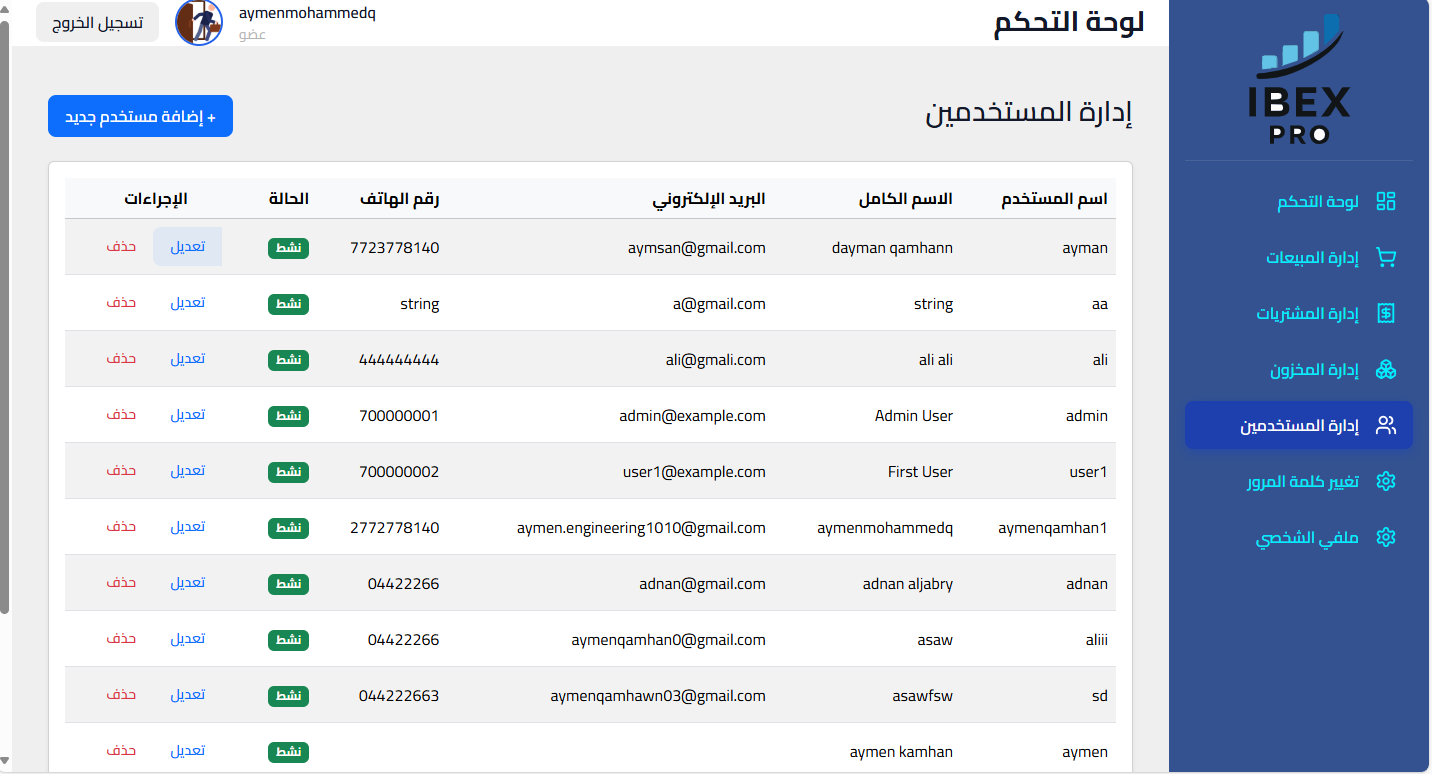 IBEX
PRO
لوحة التحكم
إدارة المبيعات
إدارة المشتريات
إدارة المخزون
إدارة المستخدمين
تغيير كلمة المرور
ملفي الشخصي
لوحة التحكم
aymenmohammedq
عضو
تسجيل الخروج
إدارة المستخدمين
+ إضافة مستخدم جديد
اسم المستخدم الاسم الكامل البريد الإلكتروني رقم الهاتف الحالة الإجراءات
ayman dayman qamhann aymsan@gmail.com 7723778140 نشط تعديل حذف
aa string a@gmail.com string نشط تعديل حذف
ali ali ali ali@gmali.com 444444444 نشط تعديل حذف
admin Admin User admin@example.com 700000001 نشط تعديل حذف
user1 First User user1@example.com 700000002 نشط تعديل حذف
aymenqamhan1 aymenmohammedq aymen.engineering1010@gmail.com 2772778140 نشط تعديل حذف
adnan adnan aljabry adnan@gmail.com 04422266 نشط تعديل حذف
aliii asaw aymenqamhan0@gmail.com 04422266 نشط تعديل حذف
sd asawfsw aymenqamhawn03@gmail.com 044222663 نشط تعديل حذف
aymen aymen kamhan نشط تعديل حذف